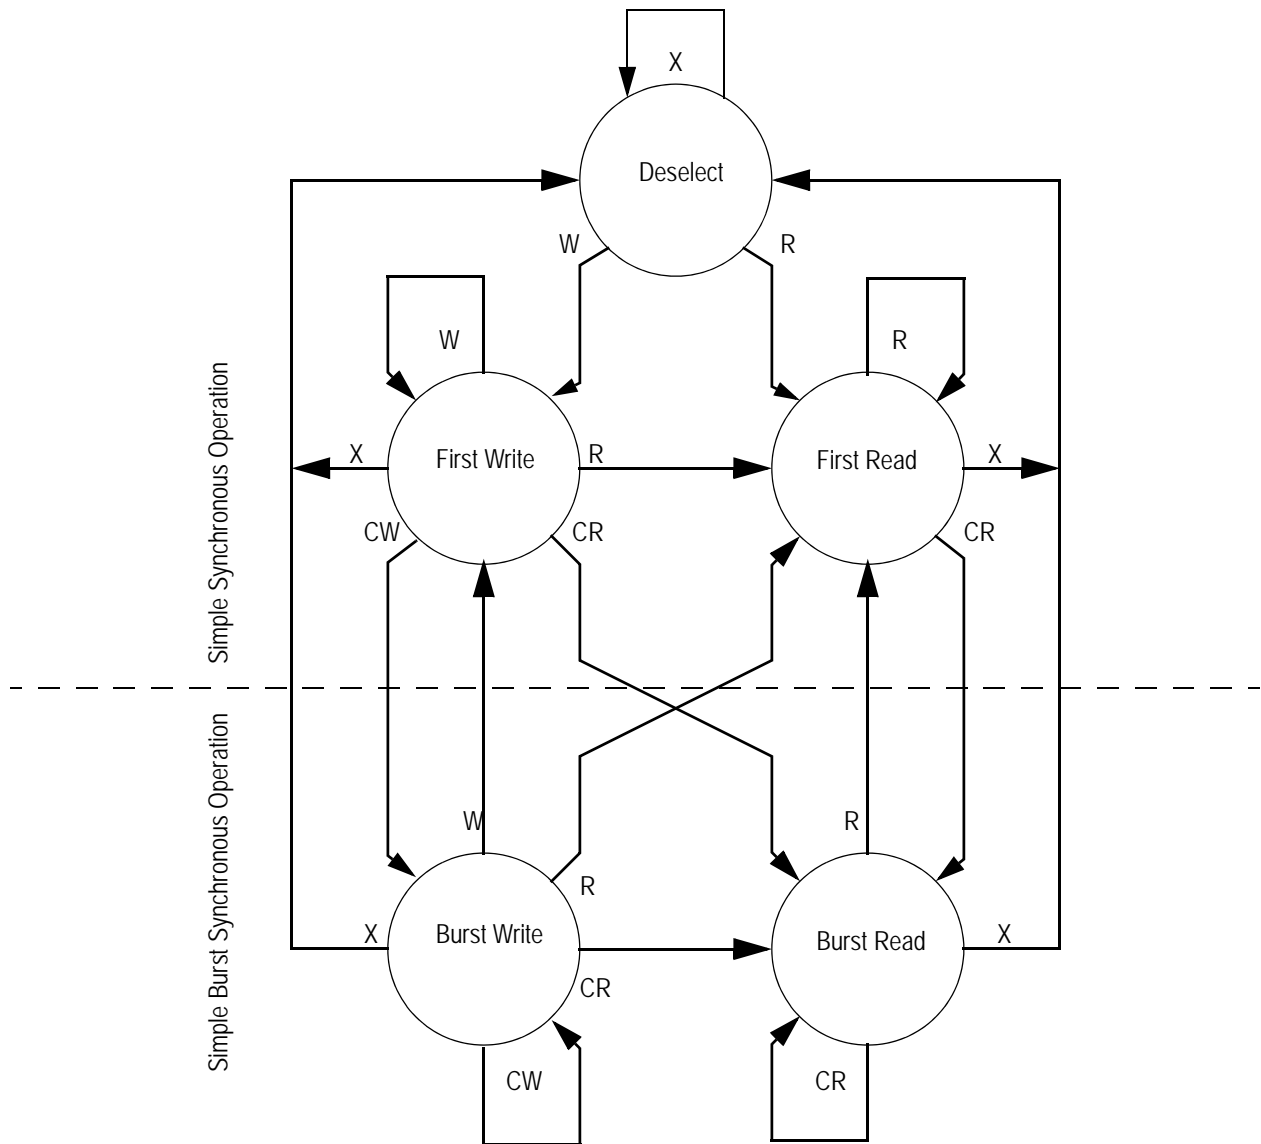 X
Deselect
W
R
W
R
Simple Synchronous Operation
X
First Write
R
First Read
X
CW
CR
CR
Simple Burst Synchronous Operation
W
R
R
X
Burst Write
Burst Read
X
CR
CW
CR